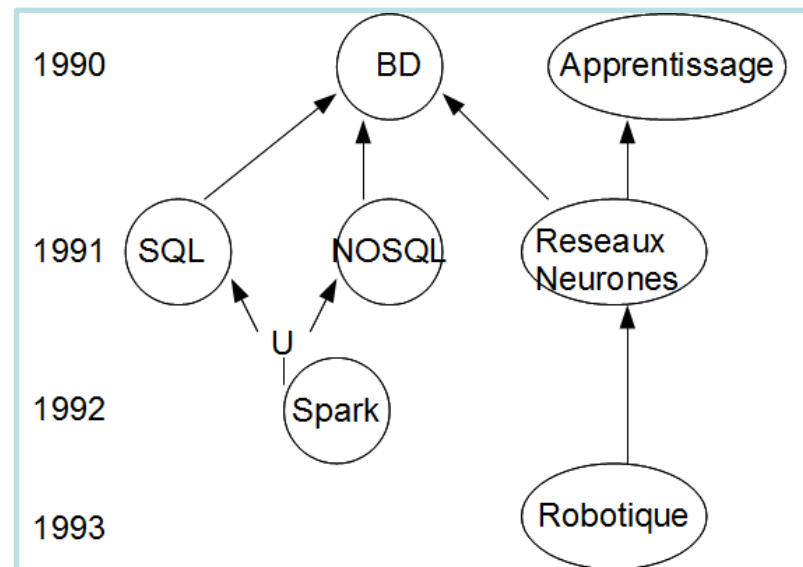 1990
BD
Apprentissage
1991
SQL
NOSQL
Reseaux
Neurones
U
1992
Spark
Robotique
1993